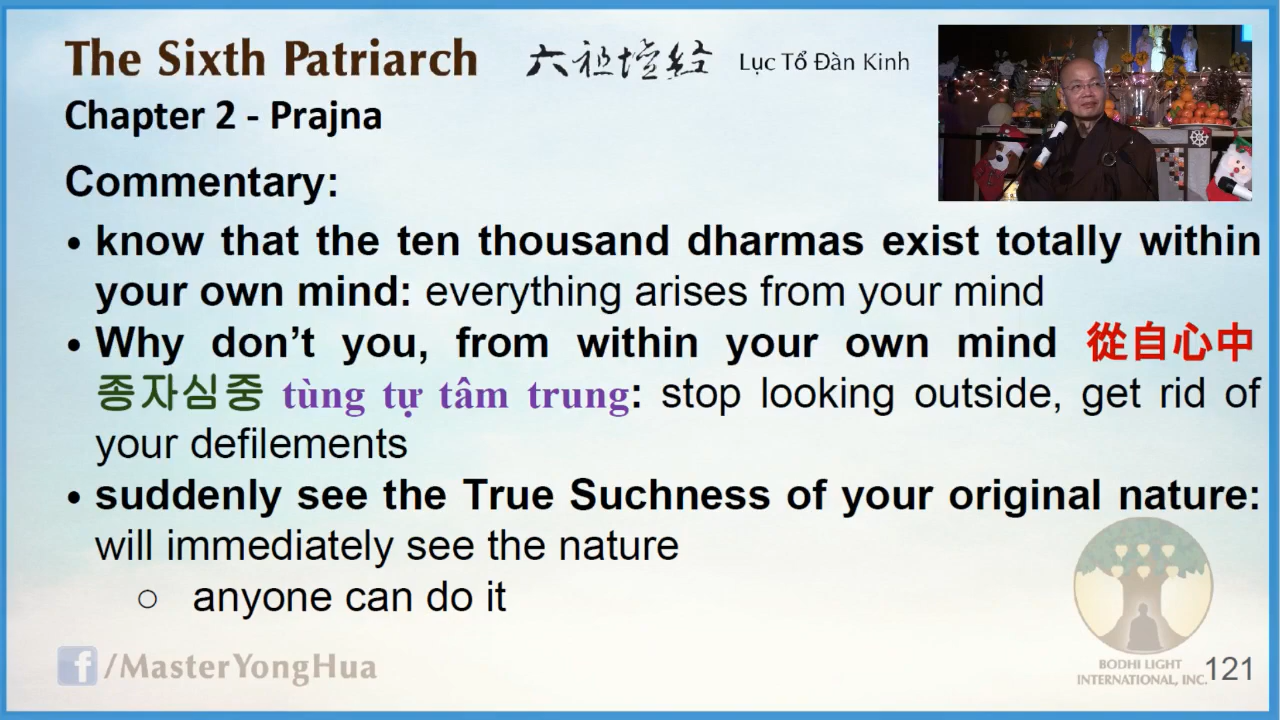 The Sixth Patriarch 六祖壇經 Lục Tổ Đàn Kinh
Chapter 2 - Prajna
Commentary:
• know that the ten thousand dharmas exist totally within
your own mind: everything arises from your mind
• Why don’t you, from within your own mind 從自心中
종자심중 tùng tự tâm trung: stop looking outside, get rid of
your defilements
• suddenly see the True Suchness of your original nature:
will immediately see the nature
○ anyone can do it
f/MasterYongHua
BODHI LIGHT
INTERNATIONAL, INC.
121